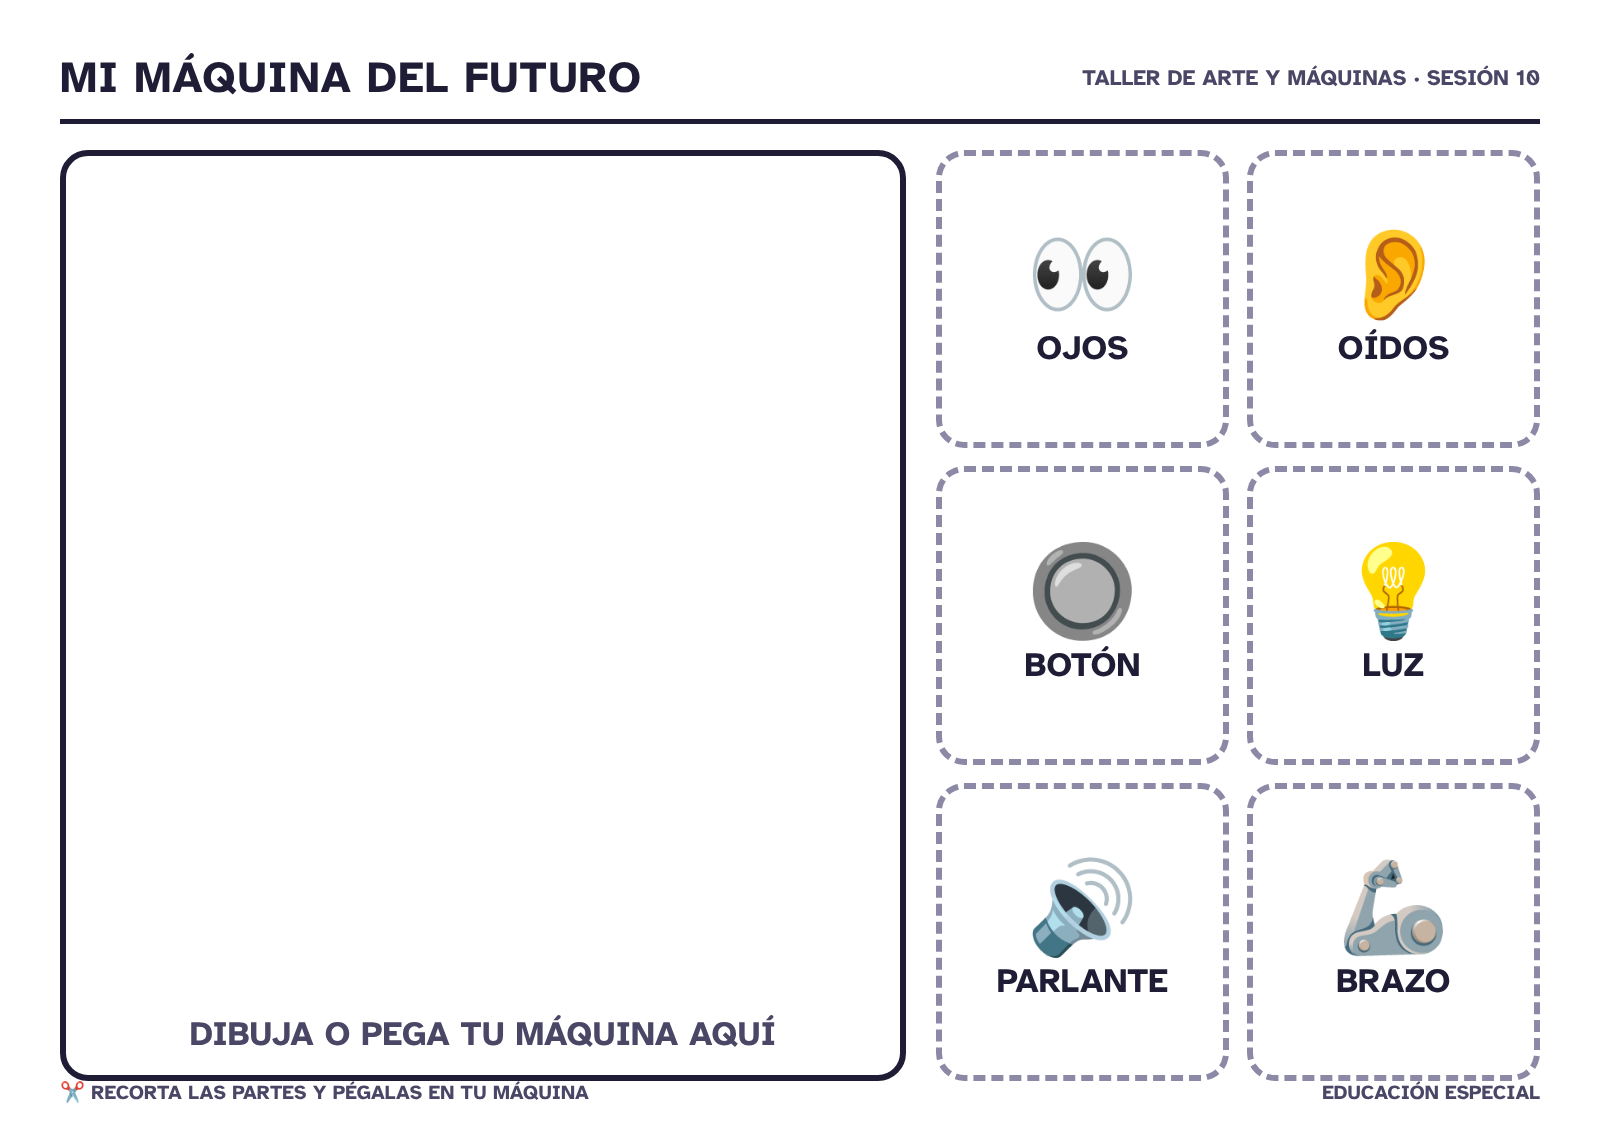 MI MÁQUINA DEL FUTURO
TALLER DE ARTE Y MÁQUINAS · SESIÓN 10
OJOS
OÍDOS
BOTÓN
LUZ
PARLANTE
BRAZO
DIBUJA O PEGA TU MÁQUINA AQUÍ
RECORTA LAS PARTES Y PÉGALAS EN TU MÁQUINA
EDUCACIÓN ESPECIAL